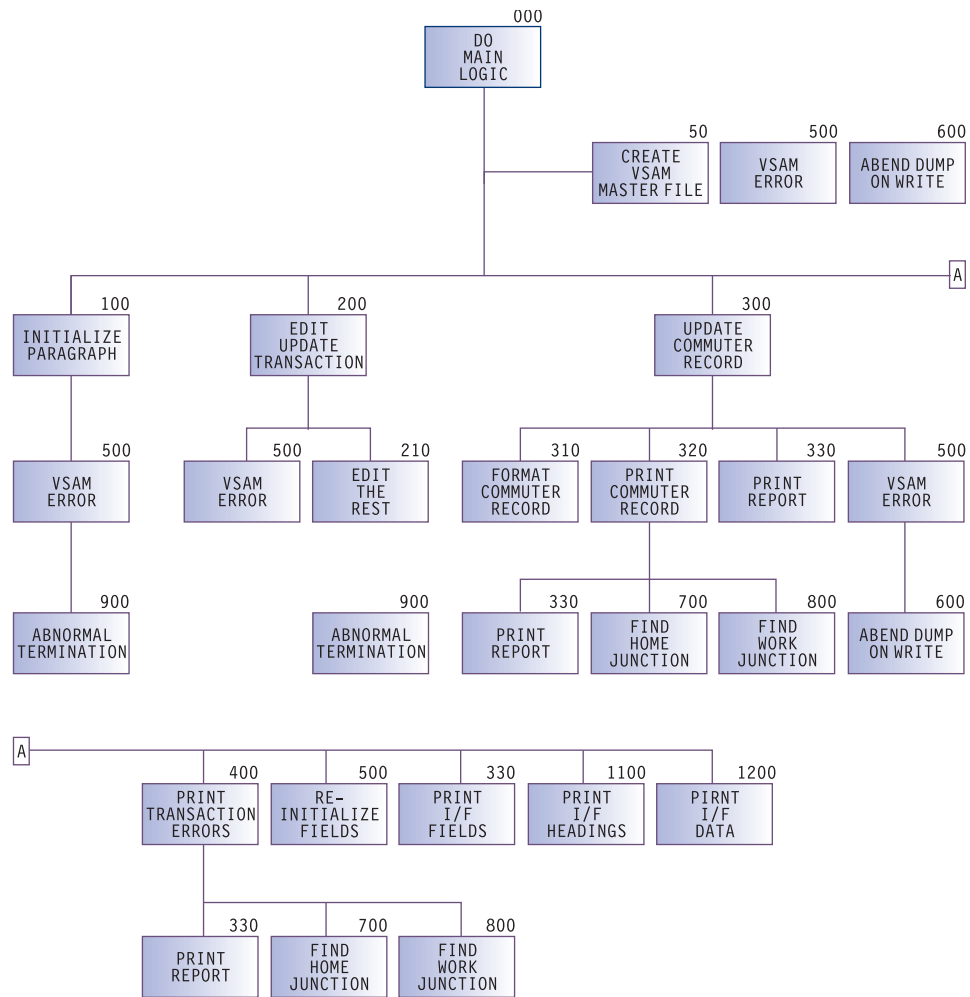 000
DO
MAIN
LOGIC
50
CREATE
VSAM
MASTER FILE
500
VSAM
ERROR
600
ABEND DUMP
ON WRITE
A
100
INITIALIZE
PARAGRAPH
200
EDIT
UPDATE
TRANSACTION
300
UPDATE
COMMUTER
RECORD
500
VSAM
ERROR
500
VSAM
ERROR
210
EDIT
THE
REST
310
FORMAT
COMMUTER
RECORD
320
PRINT
COMMUTER
RECORD
330
PRINT
REPORT
500
VSAM
ERROR
900
ABNORMAL
TERMINATION
900
ABNORMAL
TERMINATION
330
PRINT
REPORT
700
FIND
HOME
JUNCTION
800
FIND
WORK
JUNCTION
600
ABEND DUMP
ON WRITE
A
400
PRINT
TRANSACTION
ERRORS
500
RE-
INITIALIZE
FIELDS
330
PRINT
I/F
FIELDS
1100
PRINT
I/F
HEADINGS
1200
PIRNT
I/F
DATA
330
PRINT
REPORT
700
FIND
HOME
JUNCTION
800
FIND
WORK
JUNCTION